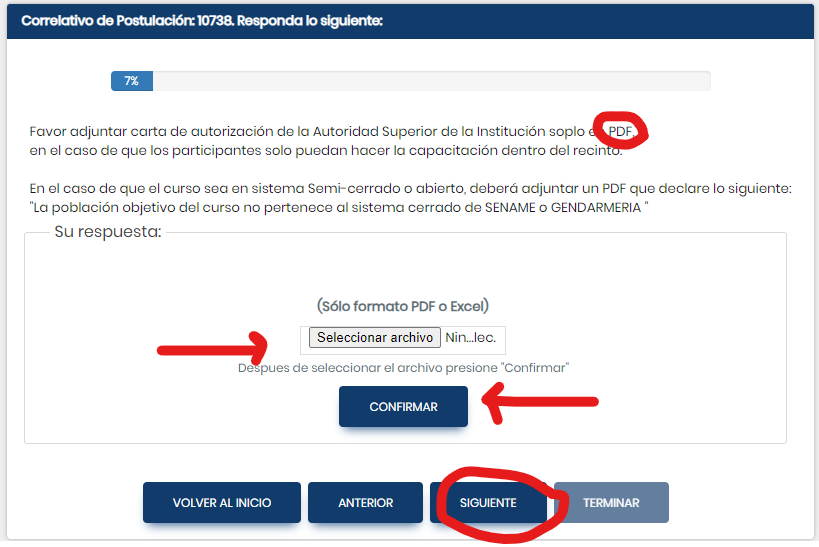 Correlativo de Postulación: 10738. Responda lo siguiente:
7%
Favor adjuntar carta de autorización de la Autoridad Superior de la Institución soplo e PDF,
en el caso de que los participantes solo puedan hacer la capacitación dentro del recinto.
En el caso de que el curso sea en sistema Semi-cerrado o abierto, deberá adjuntar un PDF que declare lo siguiente:
"La población objetivo del curso no pertenece al sistema cerrado de SENAME o GENDARMERIA "
Su respuesta:
(Sólo formato PDF o Excel)
Seleccionar archivo Nin...lec.
Despues de seleccionar el archivo presione "Confirmar"
CONFIRMAR
VOLVER AL INICIO ANTERIOR SIGUIENTE TERMINAR